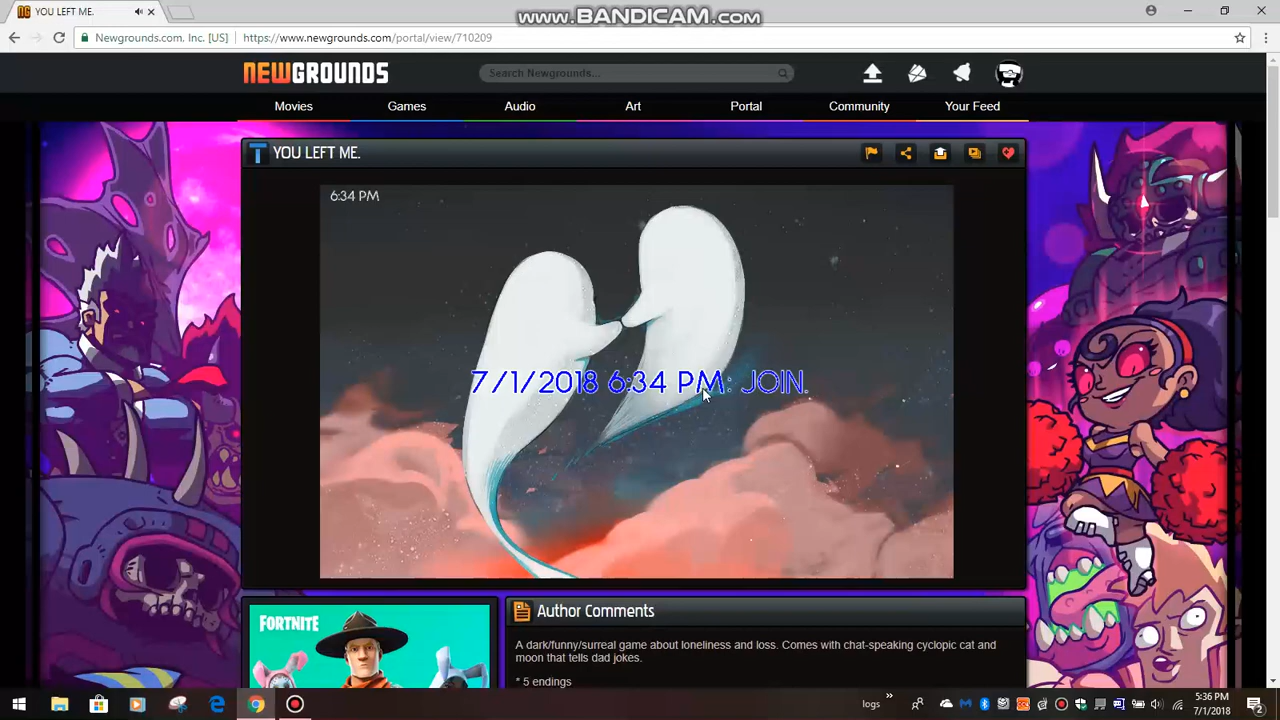 YOU LEFT ME.
www.BANDICAM.com
Newgrounds.com. Inc. [US]
https://www.newgrounds.com/portal/view/710209
NEWGROUNDS
Search Newgrounds...
Movies
Games
Audio
Art
Portal
Community
Your Feed
YOU LEFT ME.
6:34 PM
7/1/2018 6:34 PM: JOIN.
FORTNITE
Author Comments
A dark/funny/surreal game about loneliness and loss. Comes with chat-speaking cyclopic cat and
moon that tells dad jokes.
* 5 endings
logs
5:36 PM
7/1/2018